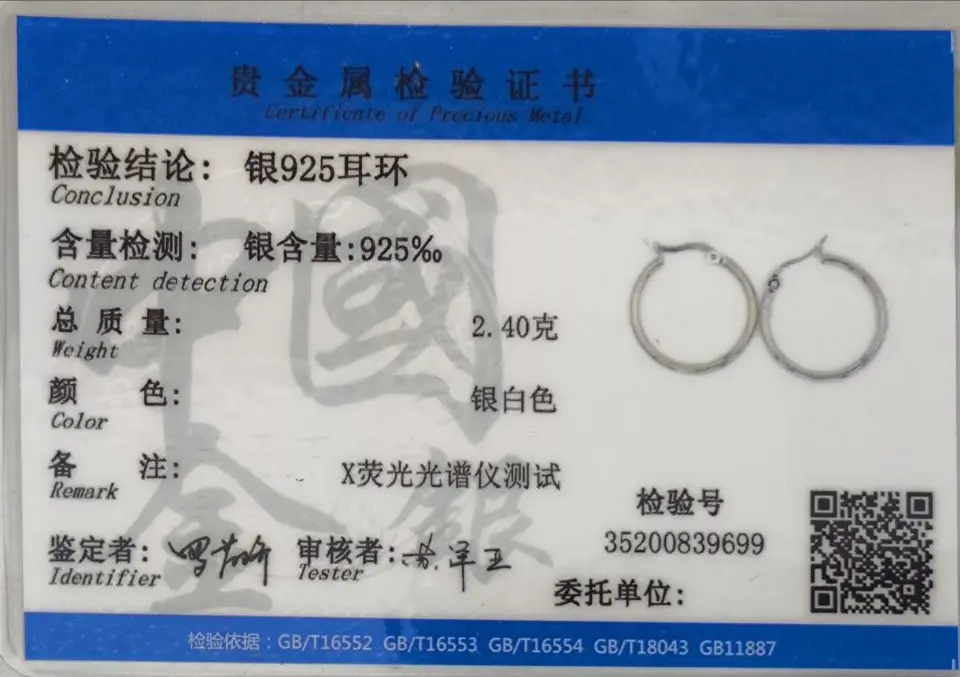 贵金属检验证书
Certificate of Precious Metal
检验结论: 银925耳环
Conclusion
含量检测: 银含量:925‰
Content detection
总质量: 2.40克
Weight
颜色: 银白色
Color
备注: X荧光光谱仪测试
Remark
检验号
35200839699
鉴定者: 审核者:
Identifier Tester
委托单位:
检验依据：GB/T16552 GB/T16553 GB/T16554 GB/T18043 GB11887
中國
金銀